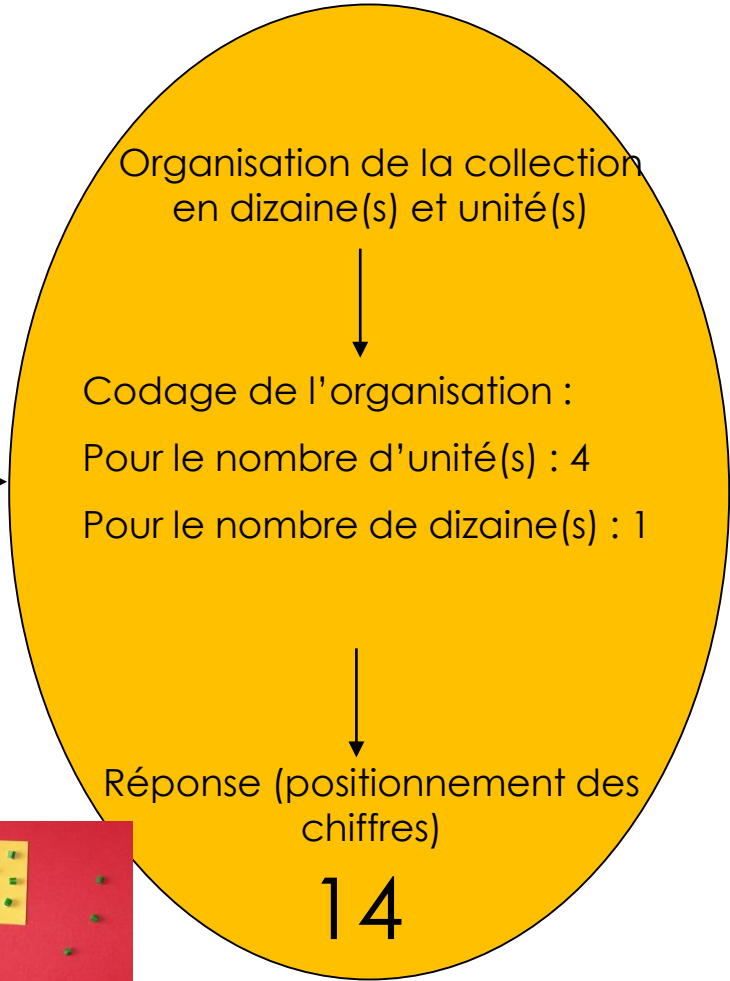 Organisation de la collection
en dizaine(s) et unité(s)
Codage de l’organisation :
Pour le nombre d’unité(s) : 4
Pour le nombre de dizaine(s) : 1
Réponse (positionnement des
chiffres)
14